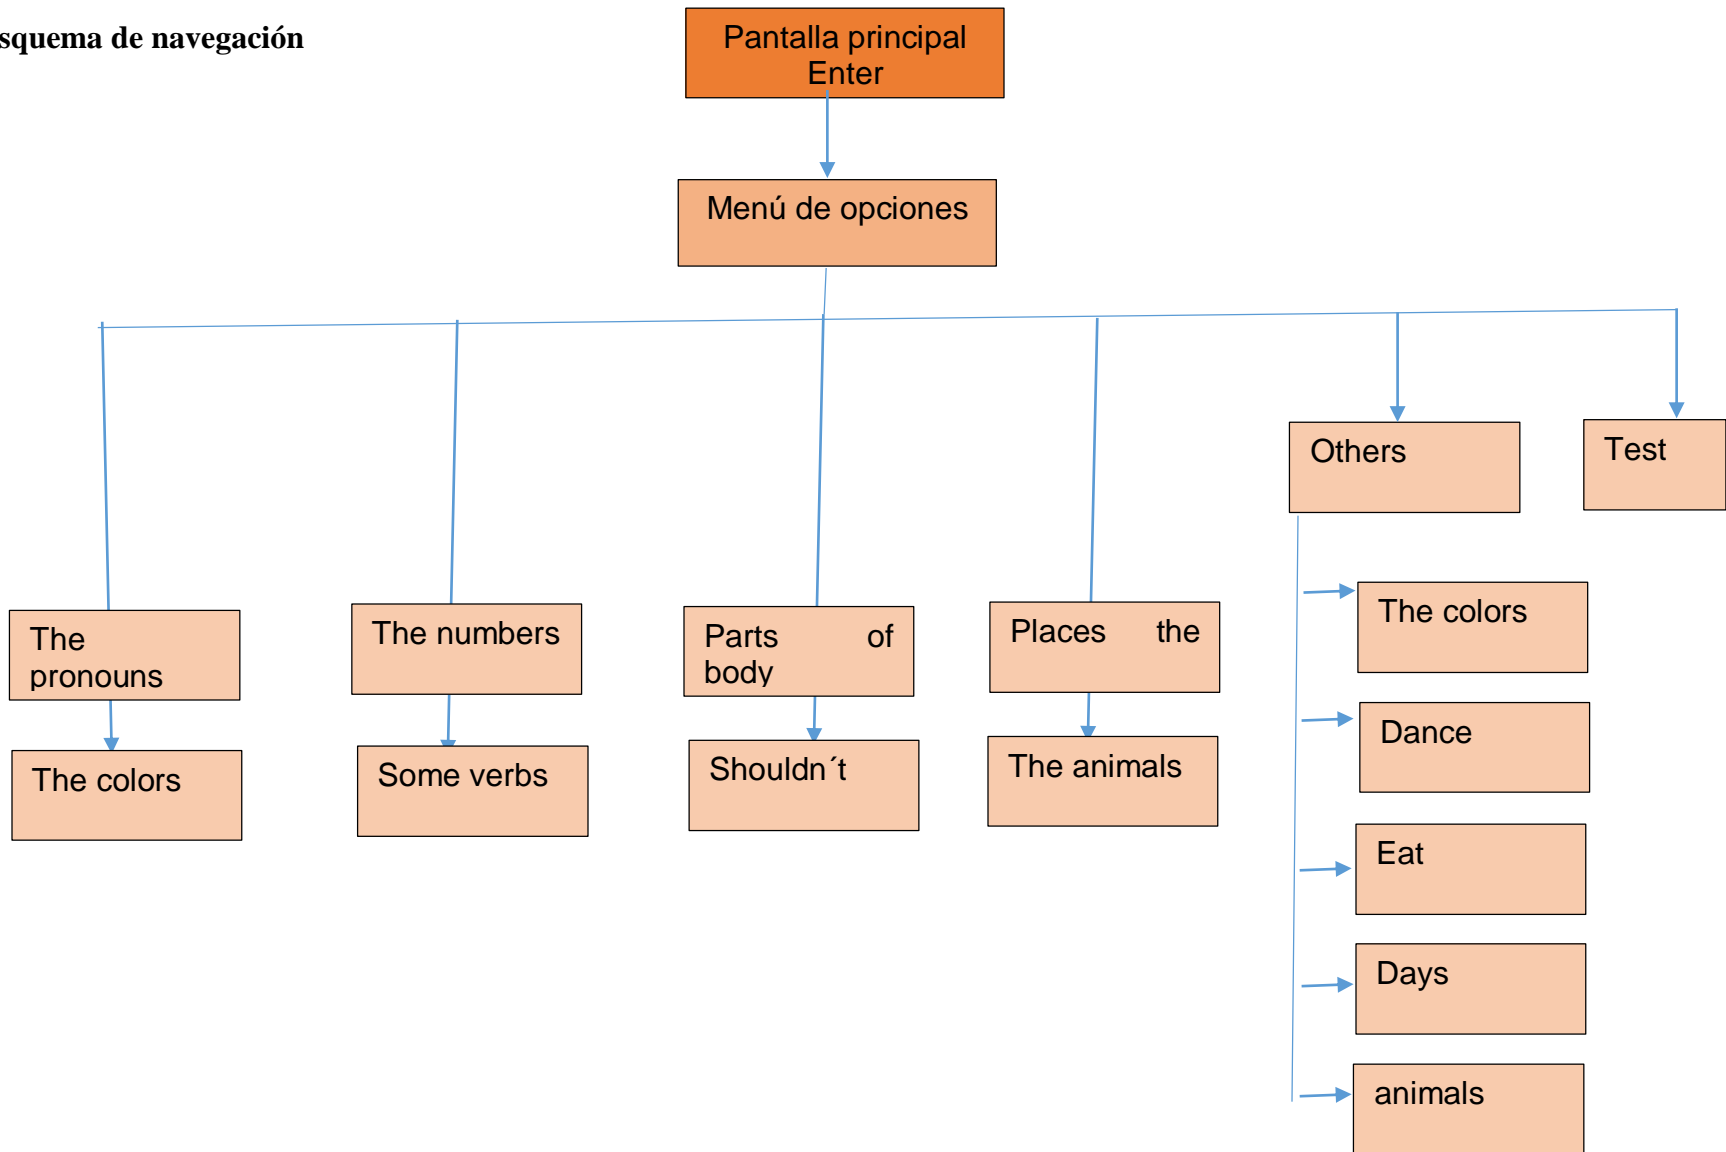 squema de navegación
Pantalla principal
Enter
Menú de opciones
Others
Test
The
pronouns
The numbers
Parts of
body
Places the
The colors
Some verbs
Shouldn´t
The animals
The colors
Dance
Eat
Days
animals